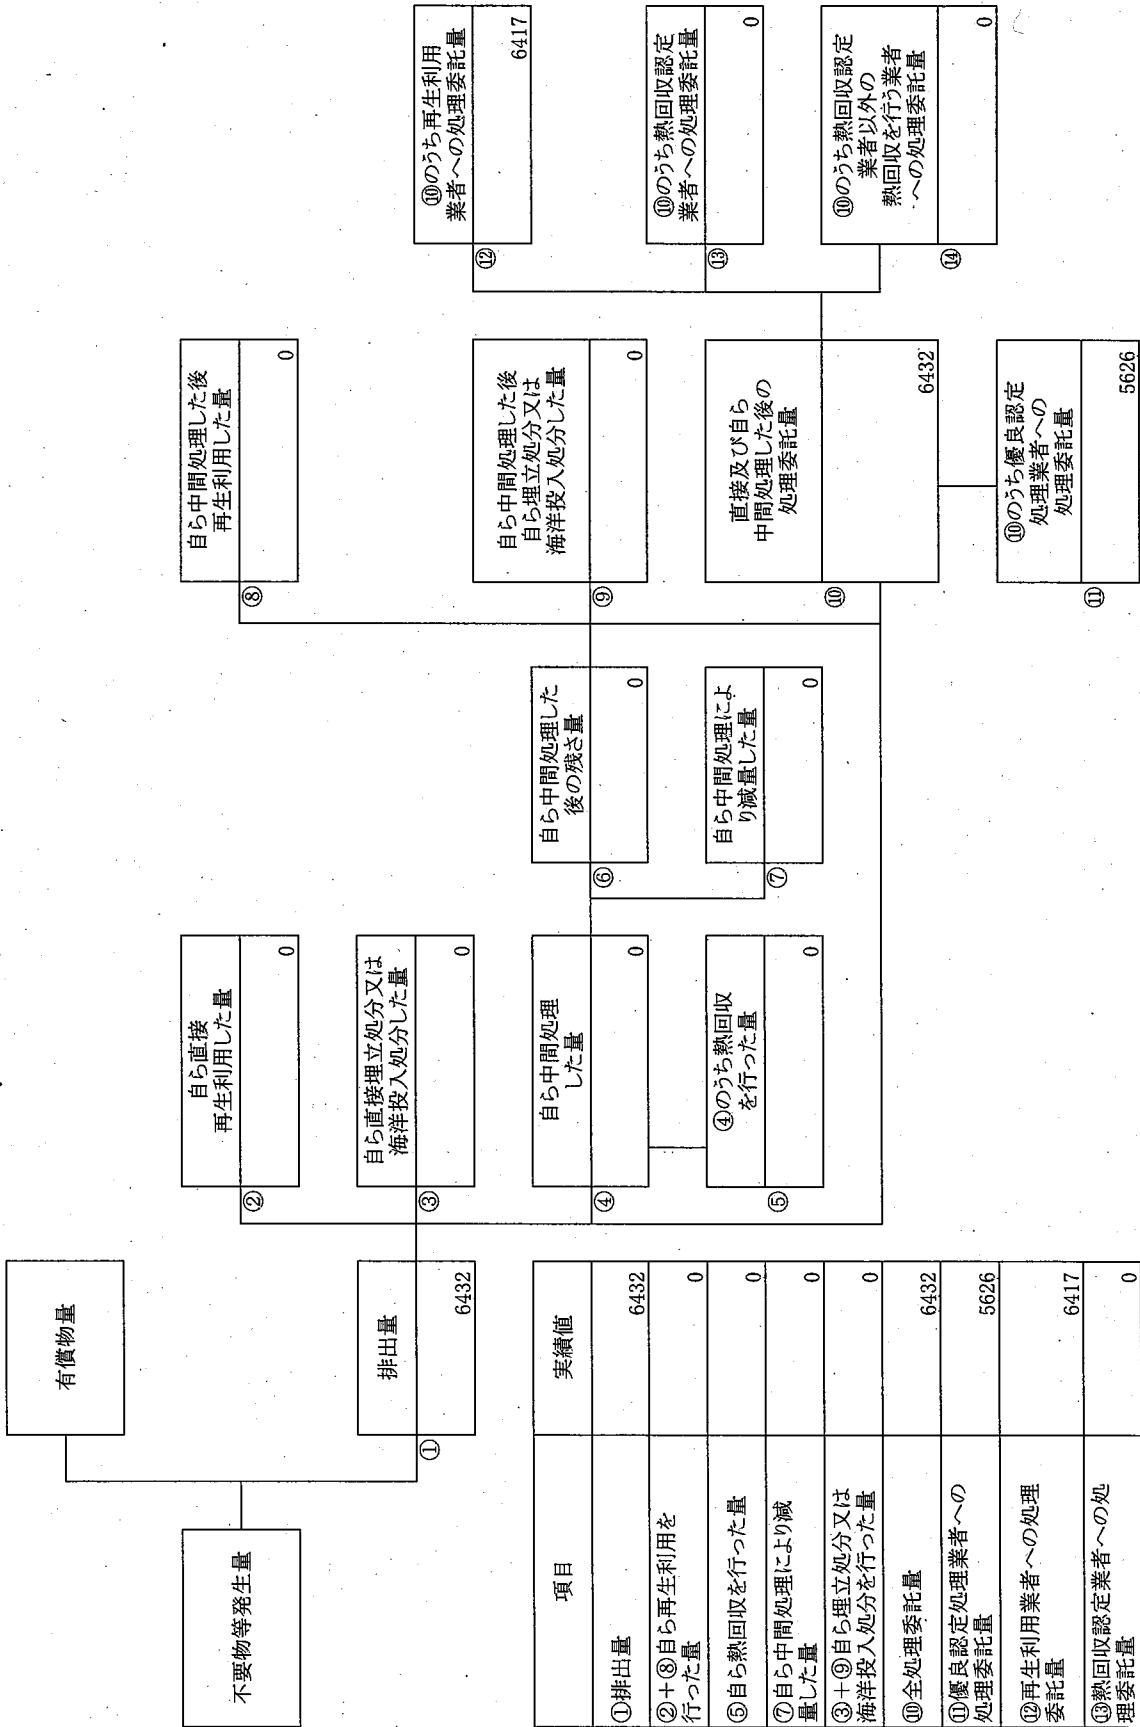 不要物等発生量
有償物量
排出量
①
6432
自ら直接
再生利用した量
②
0
自ら直接埋立処分又は
海洋投入処分した量
③
0
自ら中間処理
した量
④
0
④のうち熱回収
を行った量
⑤
0
自ら中間処理した
後の残さ量
⑥
0
自ら中間処理によ
り減量した量
⑦
0
自ら中間処理した後
再生利用した量
⑧
0
自ら中間処理した後
自ら埋立処分又は
海洋投入処分した量
⑨
0
直接及び自ら
中間処理した後の
処理委託量
⑩
6432
⑩のうち優良認定
処理業者への
処理委託量
⑪
5626
⑩のうち再生利用
業者への処理委託量
⑫
6417
⑩のうち熱回収認定
業者への処理委託量
⑬
0
⑩のうち熱回収認定
業者以外の
熱回収を行う業者
への処理委託量
⑭
0
項目 実績値
①排出量 6432
②+⑧自ら再生利用を
行った量 0
⑤自ら熱回収を行った量 0
⑦自ら中間処理により減
量した量 0
③+⑨自ら埋立処分又は
海洋投入処分を行った量 0
⑩全処理委託量 6432
⑪優良認定処理業者への
処理委託量 5626
⑫再生利用業者への処理
委託量 6417
⑬熱回収認定業者への処
理委託量 0